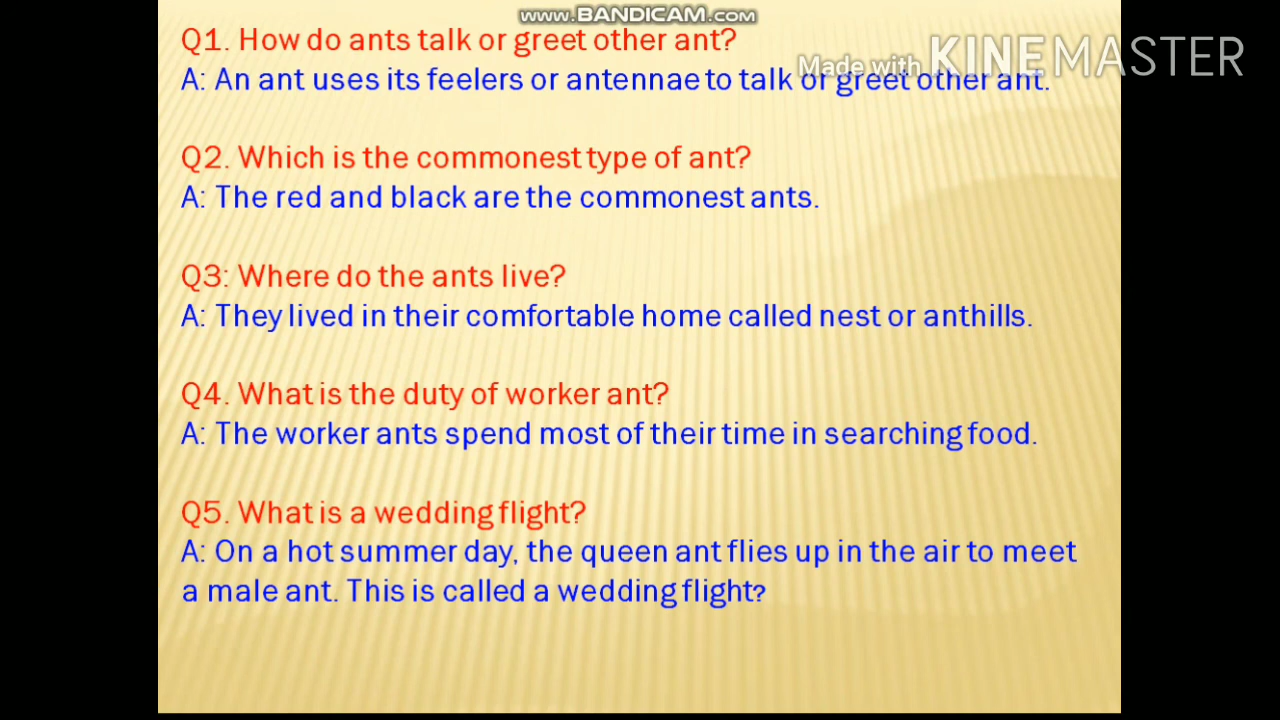 www.BANDICAM.com
Q1. How do ants talk or greet other ant?
Made with KINEMASTER
A: An ant uses its feelers or antennae to talk or greet other ant.
Q2. Which is the commonest type of ant?
A: The red and black are the commonest ants.
Q3: Where do the ants live?
A: They lived in their comfortable home called nest or anthills.
Q4. What is the duty of worker ant?
A: The worker ants spend most of their time in searching food.
Q5. What is a wedding flight?
A: On a hot summer day, the queen ant flies up in the air to meet
a male ant. This is called a wedding flight?